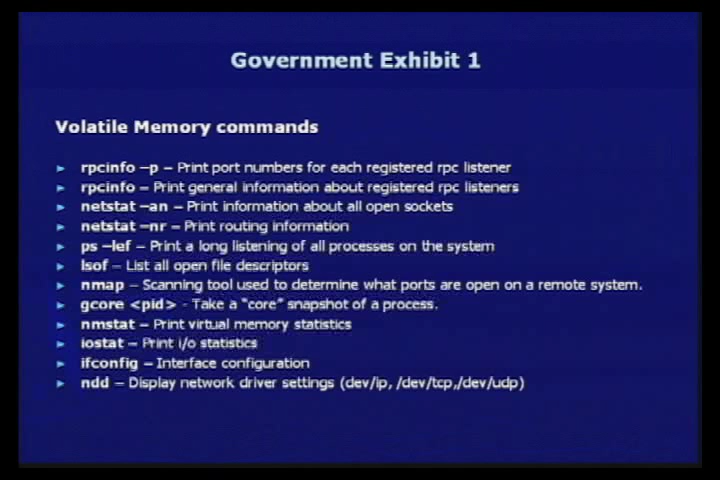 Government Exhibit 1
Volatile Memory commands
rpcinfo –p – Print port numbers for each registered rpc listener
rpcinfo – Print general information about registered rpc listeners
netstat –an – Print information about all open sockets
netstat –nr – Print routing information
ps –lef – Print a long listing of all processes on the system
lsof – List all open file descriptors
nmap – Scanning tool used to determine what ports are open on a remote system.
gcore <pid> - Take a "core" snapshot of a process.
nmstat – Print virtual memory statistics
iostat – Print i/o statistics
ifconfig – Interface configuration
ndd – Display network driver settings (dev/ip, /dev/tcp,/dev/udp)